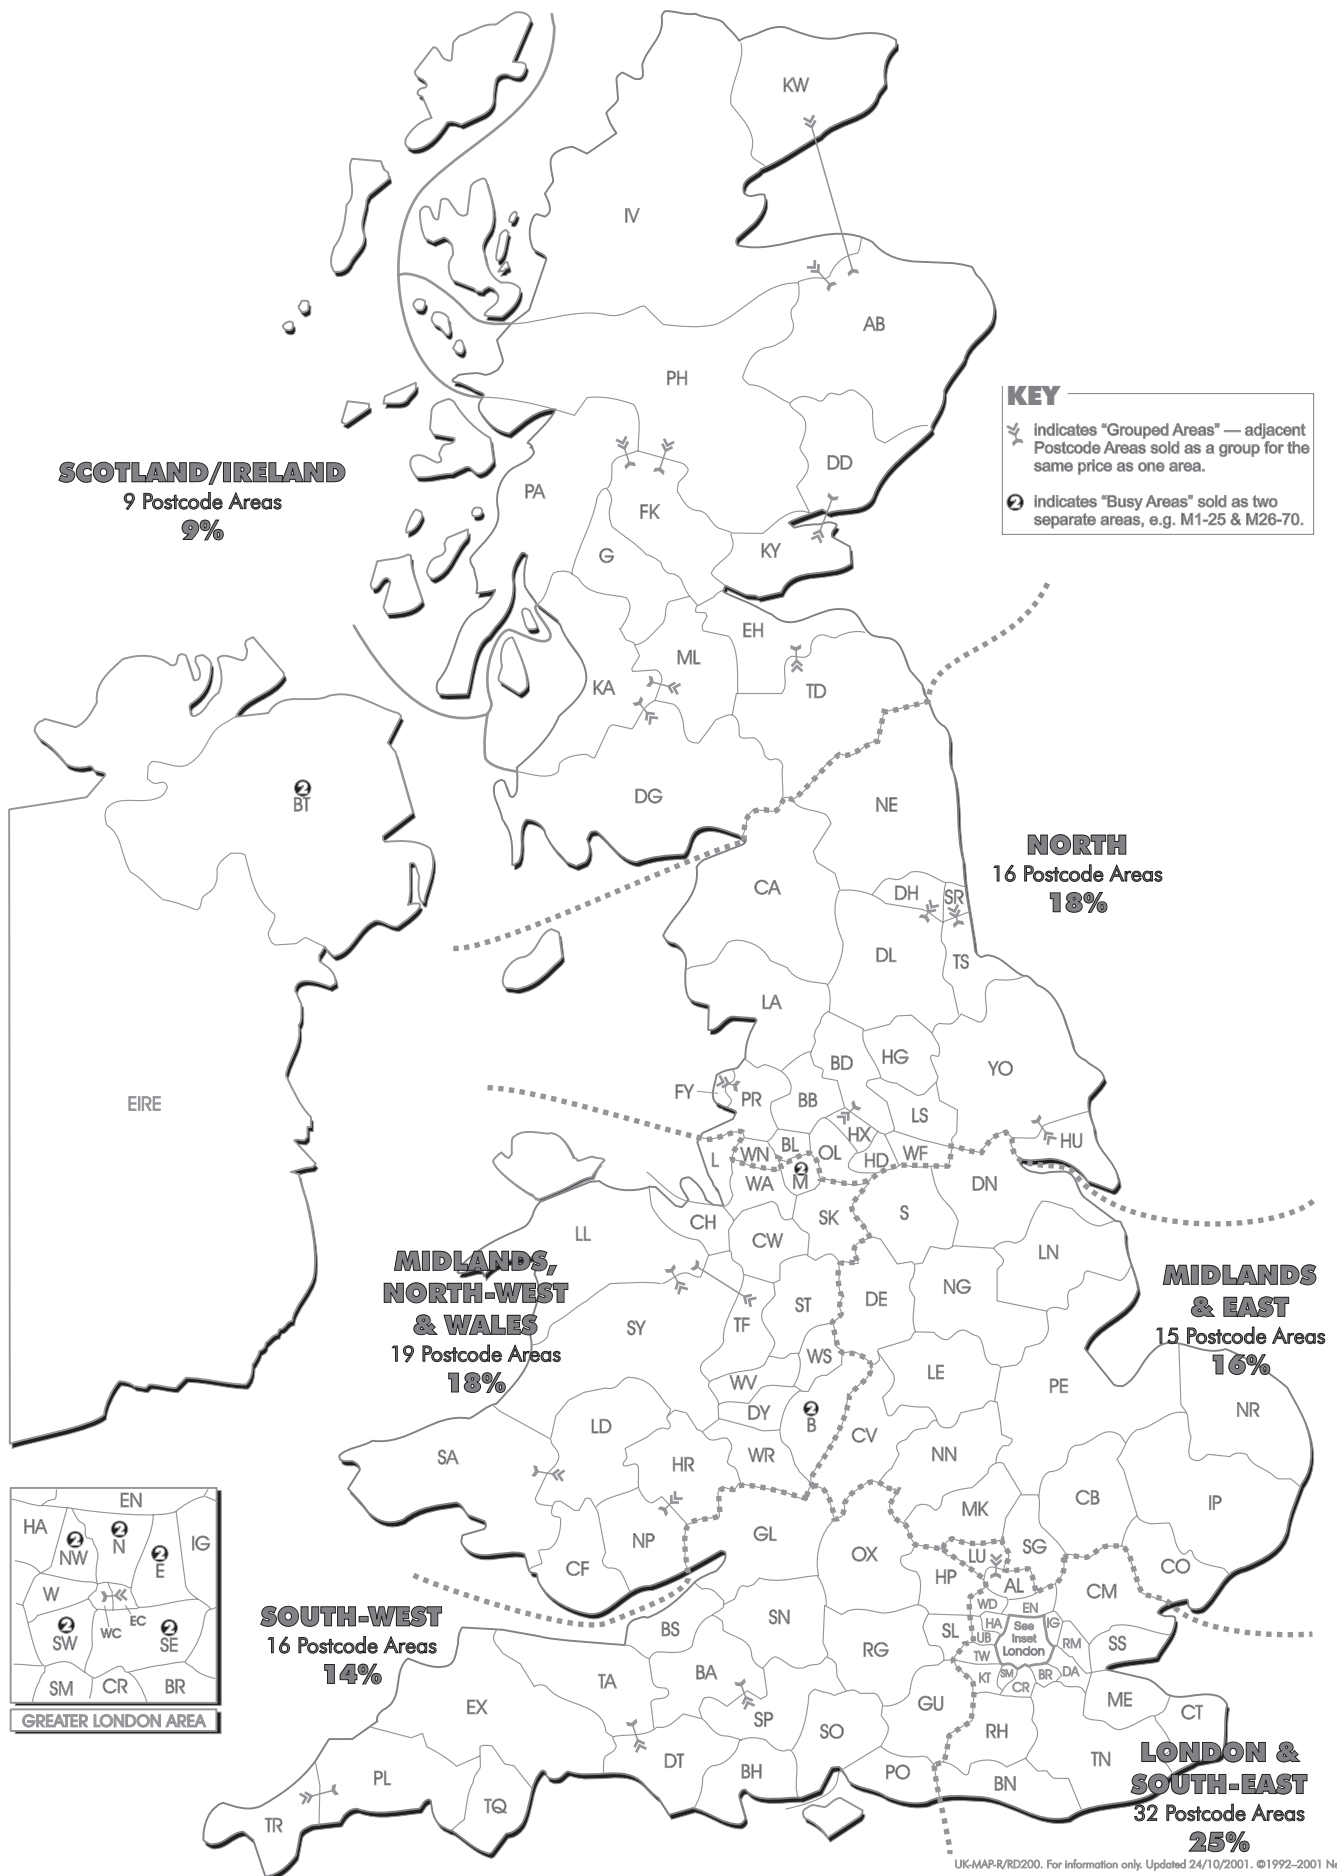 KW
IV
AB
PH
KEY
indicates “Grouped Areas” — adjacent
Postcode Areas sold as a group for the
same price as one area.
2 indicates “Busy Areas” sold as two
separate areas, e.g. M1-25 & M26-70.
SCOTLAND/IRELAND
9 Postcode Areas
9%
DD
PA
FK
G
KY
EH
ML
KA
TD
DG
2
BT
NE
NORTH
16 Postcode Areas
18%
CA
DH
SR
DL
TS
LA
BD
HG
YO
EIRE
FY
PR
BB
LS
HX
HU
L
WN
BL
OL
HD
WF
2
M
WA
DN
CH
SK
S
LL
CW
LN
MIDLANDS,
NORTH-WEST
& WALES
19 Postcode Areas
18%
SY
TF
ST
DE
NG
MIDLANDS
& EAST
15 Postcode Areas
16%
WS
WV
LE
PE
NR
DY
2
B
LD
CV
SA
HR
WR
NN
CB
IP
MK
GL
NP
CF
OX
LU
SG
CO
HP
AL
CM
EN
HA
2
NW
2
N
2
E
IG
W
EC
WC
2
SW
2
SE
SM
CR
BR
GREATER LONDON AREA
SOUTH-WEST
16 Postcode Areas
14%
BS
SN
WD
EN
HA
IG
SL
UB
See
Inset
London
RM
SS
TW
RG
KT
SM
CR
BR
DA
TA
BA
EX
SP
SO
GU
ME
CT
RH
TN
DT
BH
PO
BN
PL
TQ
TR
LONDON &
SOUTH-EAST
32 Postcode Areas
25%
UK-MAP-R/RD200. For information only. Updated 24/10/2001. ©1992–2001